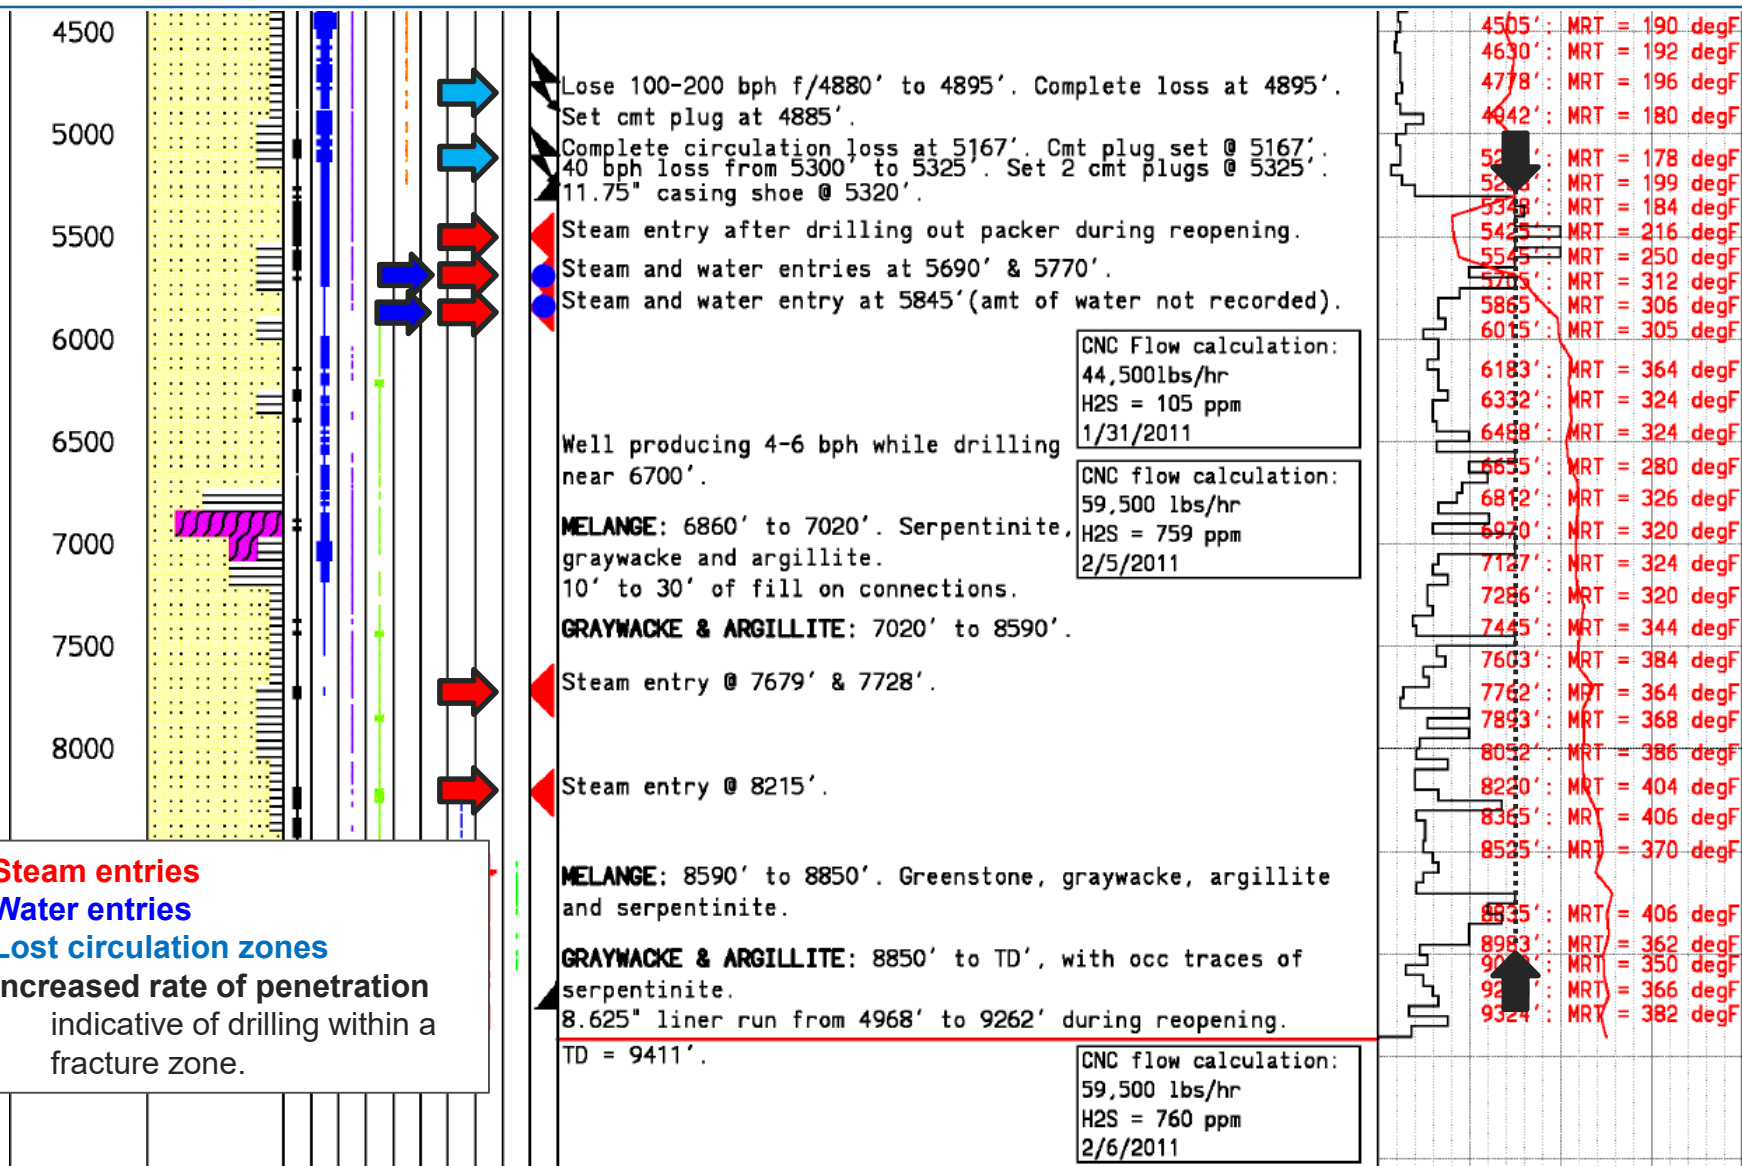 4500
5000
5500
6000
6500
7000
7500
8000
Lose 100-200 bph f/4880' to 4895'. Complete loss at 4895'.
Set cmt plug at 4885'.
Complete circulation loss at 5167'. Cmt plug set @ 5167'.
40 bph loss from 5300' to 5325'. Set 2 cmt plugs @ 5325'.
11.75" casing shoe @ 5320'.
Steam entry after drilling out packer during reopening.
Steam and water entries at 5690' & 5770'.
Steam and water entry at 5845'(amt of water not recorded).
CNC Flow calculation:
44,500lbs/hr
H2S = 105 ppm
1/31/2011
Well producing 4-6 bph while drilling
near 6700'.
CNC flow calculation:
59,500 lbs/hr
H2S = 759 ppm
2/5/2011
MELANGE: 6860' to 7020'. Serpentinite,
graywacke and argillite.
10' to 30' of fill on connections.
GRAYWACKE & ARGILLITE: 7020' to 8590'.
Steam entry @ 7679' & 7728'.
Steam entry @ 8215'.
MELANGE: 8590' to 8850'. Greenstone, graywacke, argillite
and serpentinite.
GRAYWACKE & ARGILLITE: 8850' to TD', with occ traces of
serpentinite.
8.625" liner run from 4968' to 9262' during reopening.
TD = 9411'.
CNC flow calculation:
59,500 lbs/hr
H2S = 760 ppm
2/6/2011
Steam entries
Water entries
Lost circulation zones
Increased rate of penetration
indicative of drilling within a
fracture zone.
4505': MRT = 190 degF
4630': MRT = 192 degF
4778': MRT = 196 degF
4942': MRT = 180 degF
MRT = 178 degF
MRT = 199 degF
5343': MRT = 184 degF
5425': MRT = 216 degF
5545': MRT = 250 degF
5705': MRT = 312 degF
5865': MRT = 306 degF
6015': MRT = 305 degF
6183': MRT = 364 degF
6332': MRT = 324 degF
6488': MRT = 324 degF
6655': MRT = 280 degF
6812': MRT = 326 degF
6970': MRT = 320 degF
7127': MRT = 324 degF
7286': MRT = 320 degF
7445': MRT = 344 degF
7603': MRT = 384 degF
7762': MRT = 364 degF
7893': MRT = 368 degF
8052': MRT = 386 degF
8220': MRT = 404 degF
8365': MRT = 406 degF
8525': MRT = 370 degF
8835': MRT = 406 degF
8983': MRT = 362 degF
MRT = 350 degF
MRT = 366 degF
9324': MRT = 382 degF